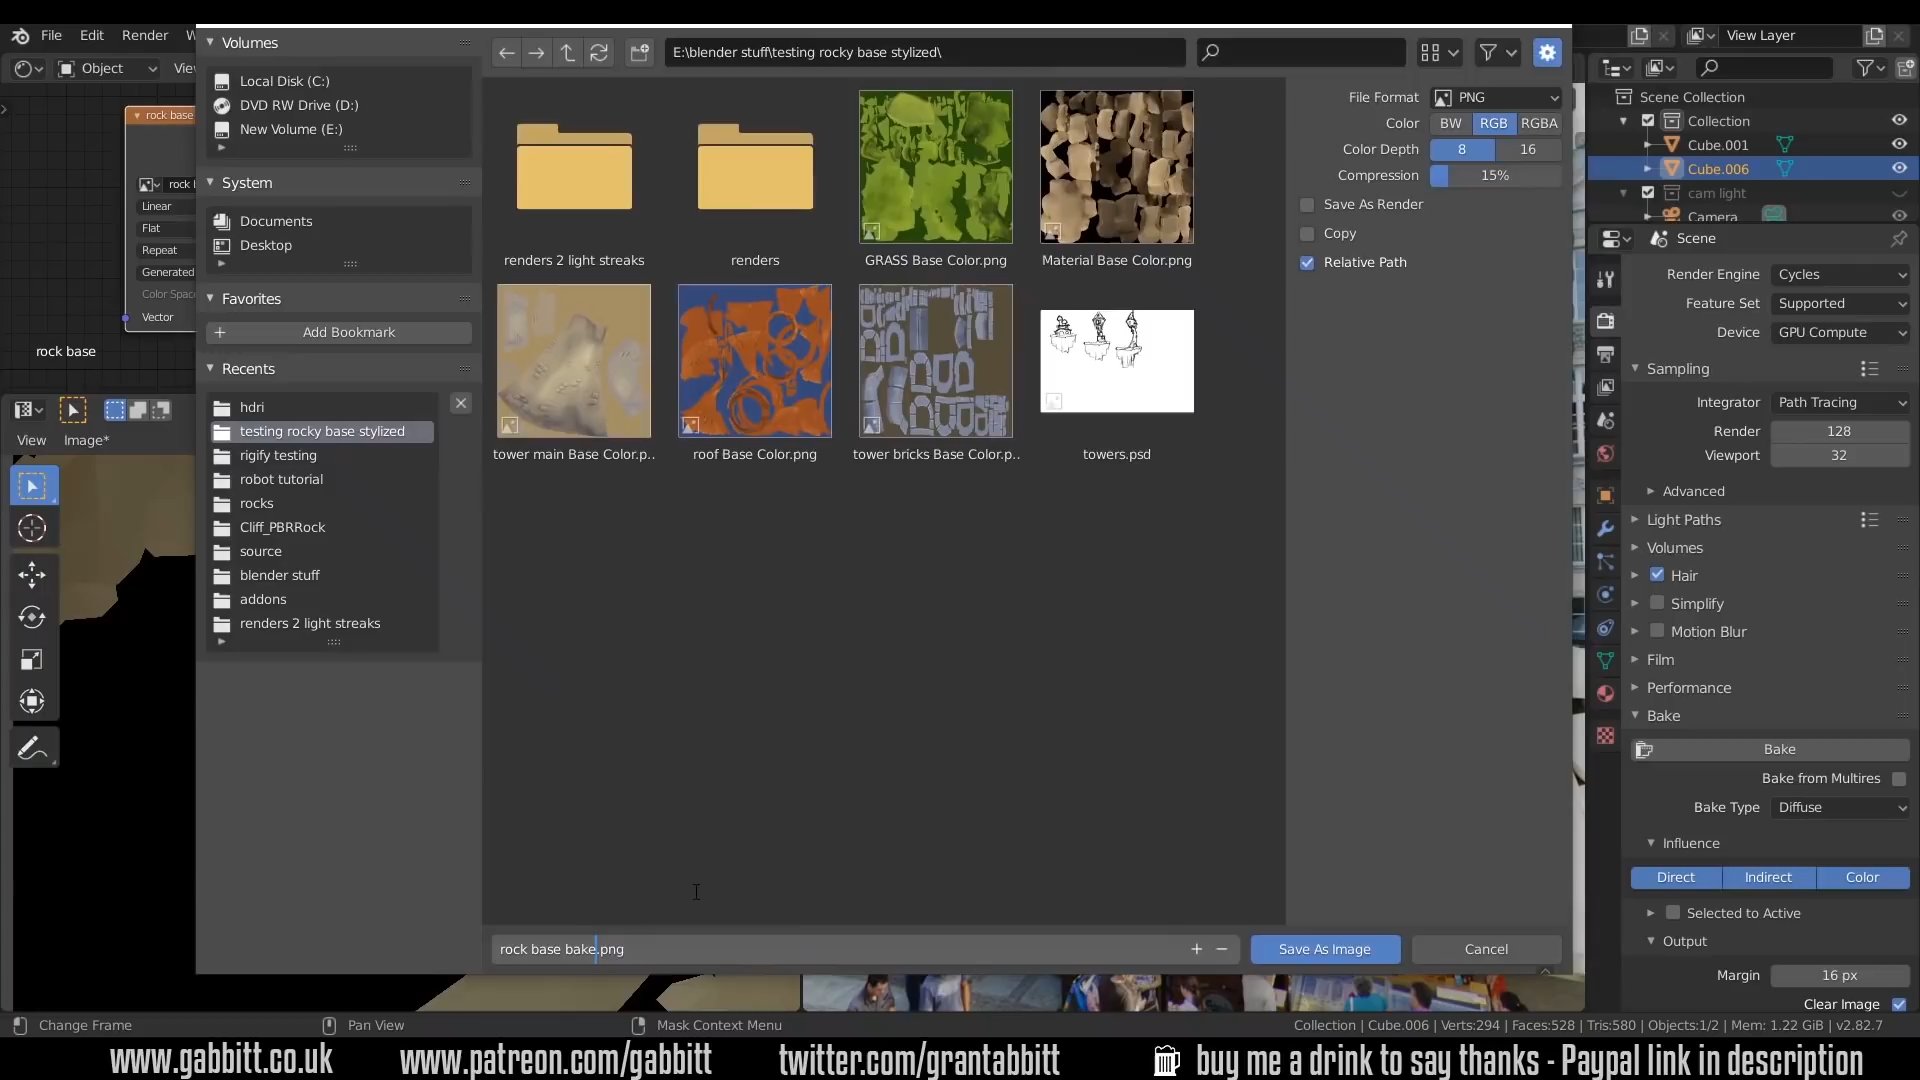 File Edit Render W
Object Vie
rock base
rock
Linear
Flat
Repeat
Generated
Color Spac
Vector
rock base
View Image*
Volumes
Local Disk (C:)
DVD RW Drive (D:)
New Volume (E:)
System
Documents
Desktop
Favorites
Add Bookmark
Recents
hdri
testing rocky base stylized
rigify testing
robot tutorial
rocks
Cliff_PBRRock
source
blender stuff
addons
renders 2 light streaks
E:\blender stuff\testing rocky base stylized\
renders 2 light streaks
renders
GRASS Base Color.png
Material Base Color.png
tower main Base Color.p..
roof Base Color.png
tower bricks Base Color.p..
towers.psd
rock base bake.png
Save As Image
Cancel
File Format PNG
Color BW RGB RGBA
Color Depth 8 16
Compression 15%
Save As Render
Copy
Relative Path
View Layer
Scene Collection
Collection
Cube.001
Cube.006
cam light
Camera
Scene
Render Engine Cycles
Feature Set Supported
Device GPU Compute
Sampling
Integrator Path Tracing
Render 128
Viewport 32
Advanced
Light Paths
Volumes
Hair
Simplify
Motion Blur
Film
Performance
Bake
Bake
Bake from Multires
Bake Type Diffuse
Influence
Direct Indirect Color
Selected to Active
Output
Margin 16 px
Clear Image
Change Frame
Pan View
Mask Context Menu
Collection | Cube.006 | Verts:294 | Faces:528 | Tris:580 | Objects:1/2 | Mem: 1.22 GiB | v2.82.7
www.gabbitt.co.uk www.patreon.com/gabbitt twitter.com/grantabbitt buy me a drink to say thanks - Paypal link in description